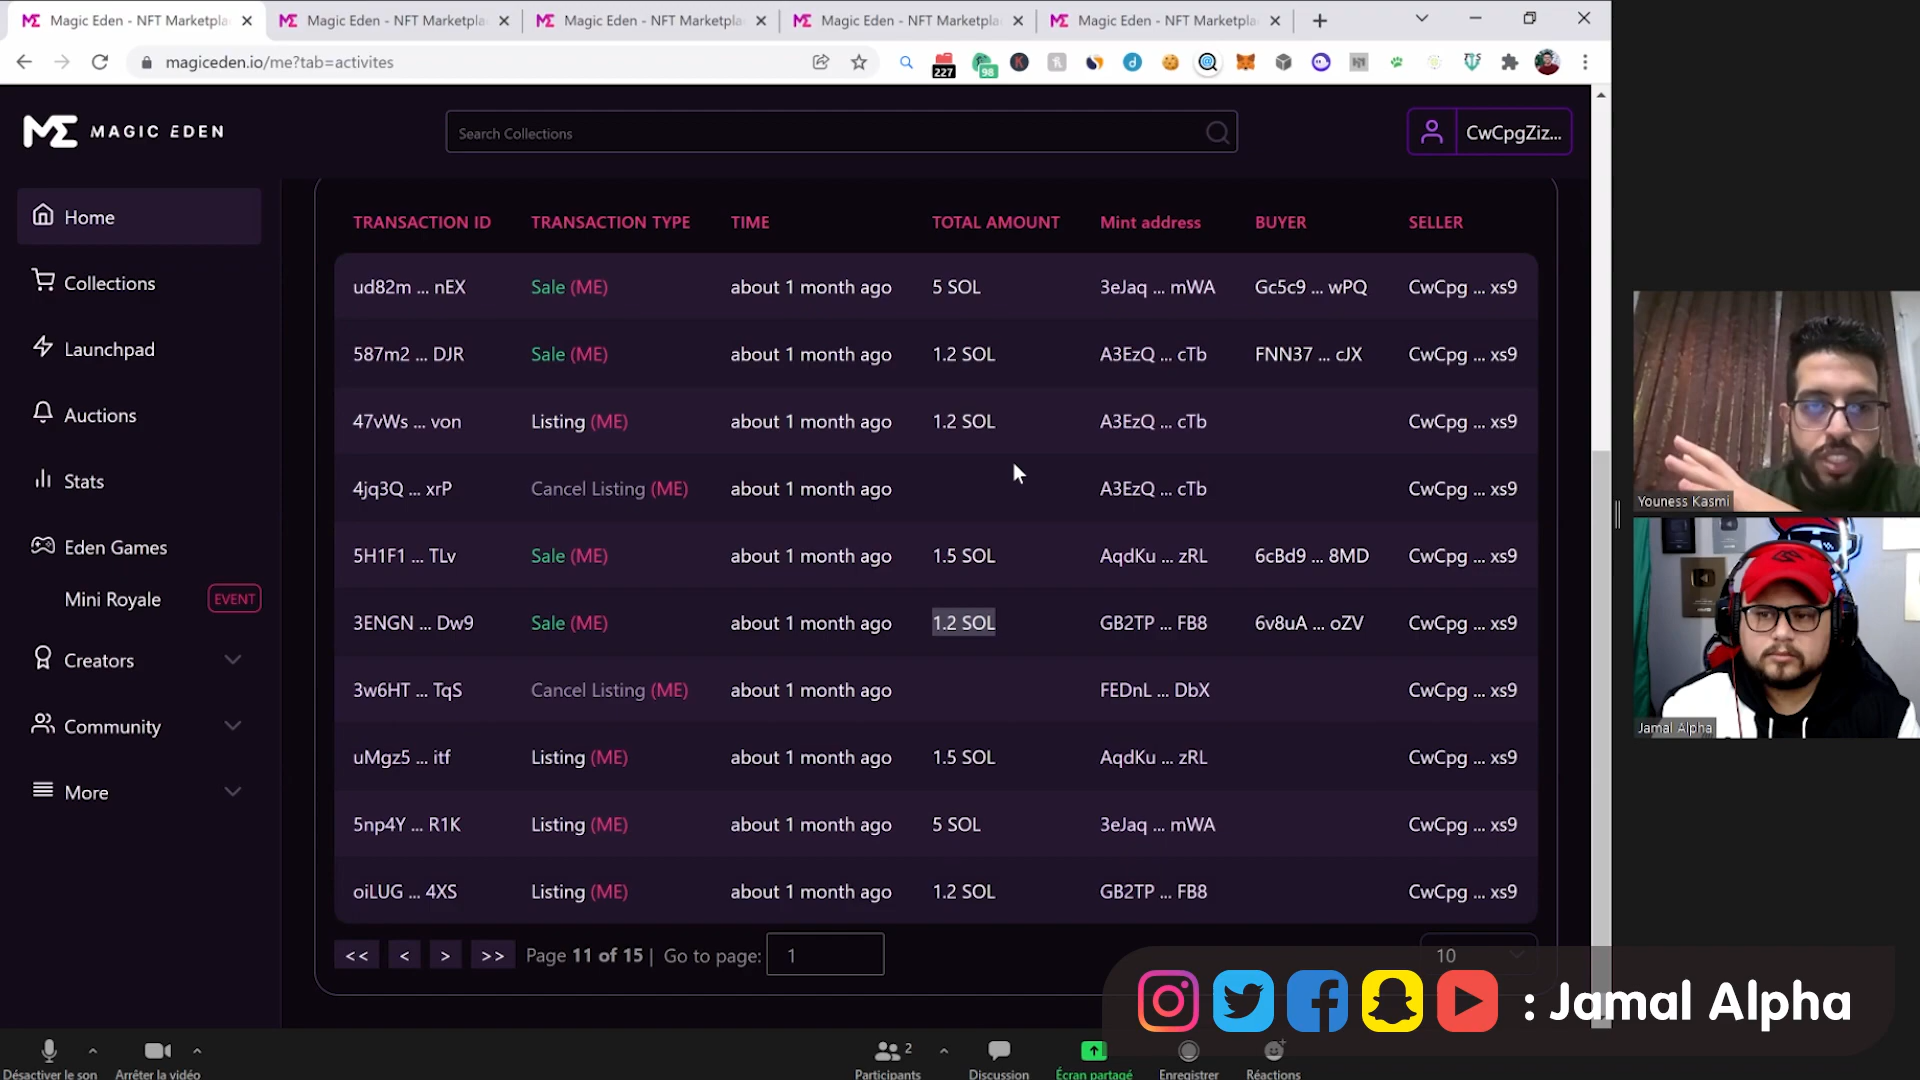 Magic Eden - NFT Marketpla
Magic Eden - NFT Marketpla
Magic Eden - NFT Marketpla
Magic Eden - NFT Marketpla
Magic Eden - NFT Marketpla
magiceden.io/me?tab=activites
227
98
MAGIC EDEN
Search Collections
CwCpgZiz...
Home
Collections
Launchpad
Auctions
Stats
Eden Games
Mini Royale EVENT
Creators
Community
More
TRANSACTION ID TRANSACTION TYPE TIME TOTAL AMOUNT Mint address BUYER SELLER
ud82m ... nEX Sale (ME) about 1 month ago 5 SOL 3eJaq ... mWA Gc5c9 ... wPQ CwCpg ... xs9
587m2 ... DJR Sale (ME) about 1 month ago 1.2 SOL A3EzQ ... cTb FNN37 ... cJX CwCpg ... xs9
47vWs ... von Listing (ME) about 1 month ago 1.2 SOL A3EzQ ... cTb CwCpg ... xs9
4jq3Q ... xrP Cancel Listing (ME) about 1 month ago A3EzQ ... cTb CwCpg ... xs9
5H1F1 ... TLv Sale (ME) about 1 month ago 1.5 SOL AqdKu ... zRL 6cBd9 ... 8MD CwCpg ... xs9
3ENGN ... Dw9 Sale (ME) about 1 month ago 1.2 SOL GB2TP ... FB8 6v8uA ... oZV CwCpg ... xs9
3w6HT ... TqS Cancel Listing (ME) about 1 month ago FEDnL ... DbX CwCpg ... xs9
uMgz5 ... itf Listing (ME) about 1 month ago 1.5 SOL AqdKu ... zRL CwCpg ... xs9
5np4Y ... R1K Listing (ME) about 1 month ago 5 SOL 3eJaq ... mWA CwCpg ... xs9
oiLUG ... 4XS Listing (ME) about 1 month ago 1.2 SOL GB2TP ... FB8 CwCpg ... xs9
<< < > >> Page 11 of 15 | Go to page: 1 10
Youness Kasmi
Jamal Alpha
: Jamal Alpha
2
Désactiver le son Arrêter la vidéo Participants Discussion Écran partagé Enregistrer Réactions